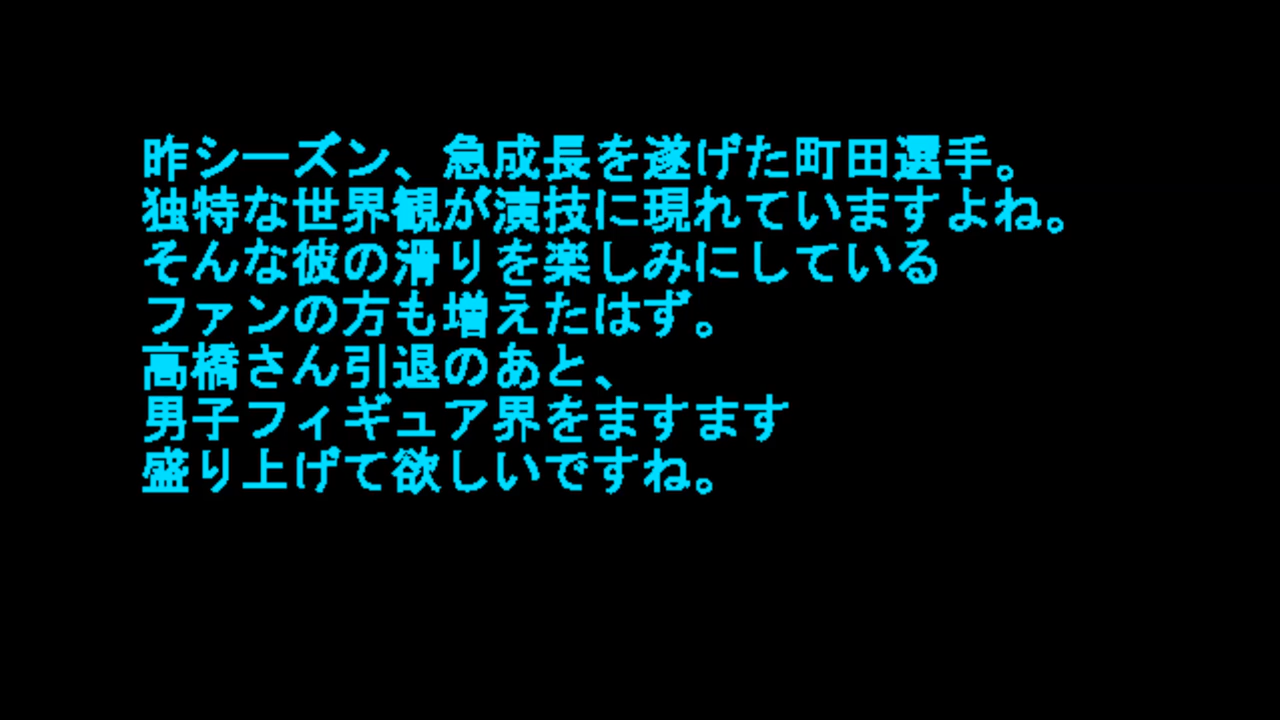 昨シーズン、急成長を遂げた町田選手。
独特な世界観が演技に現れていますよね。
そんな彼の滑りを楽しみにしている
ファンの方も増えたはず。
高橋さん引退のあと、
男子フィギュア界をますます
盛り上げて欲しいですね。